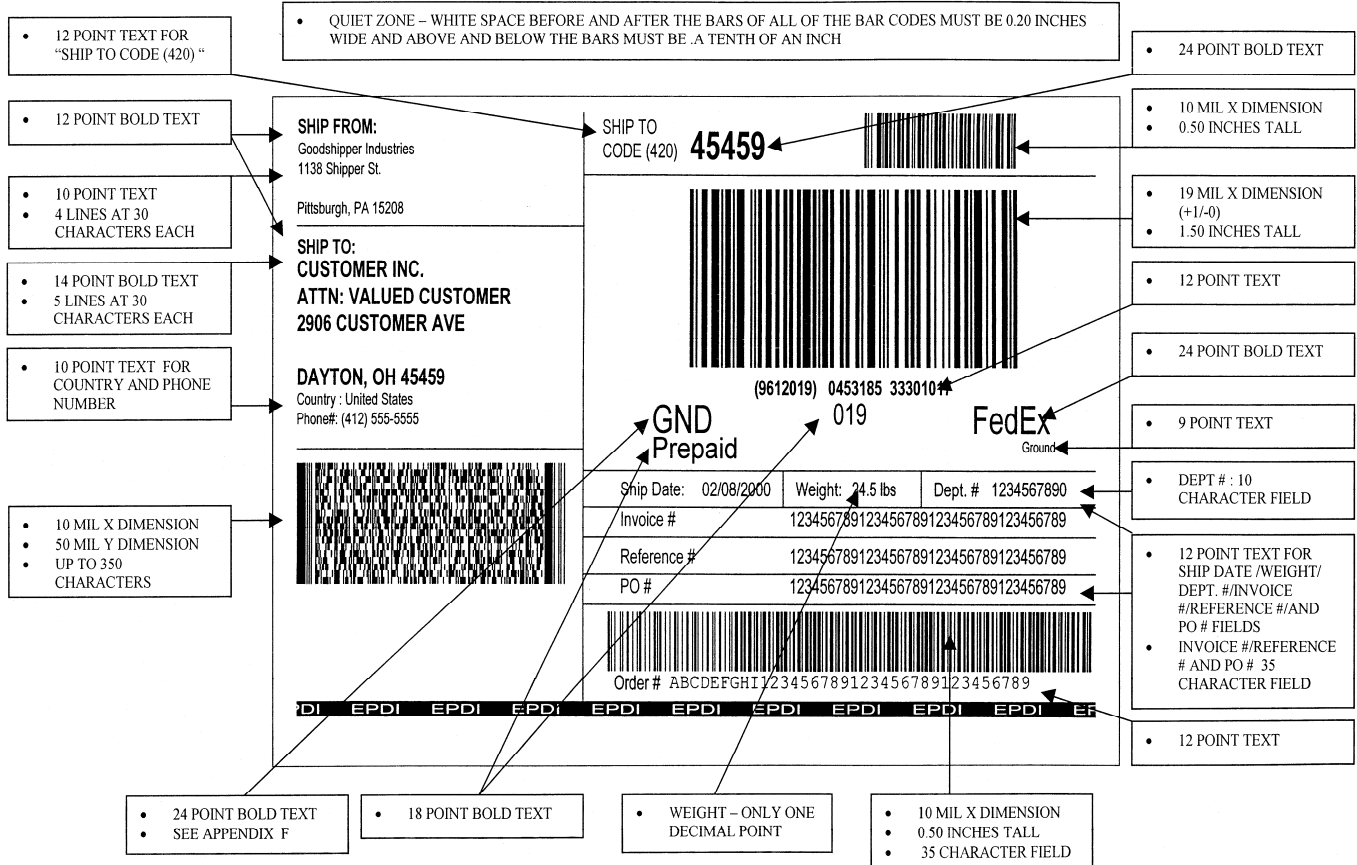 • QUIET ZONE – WHITE SPACE BEFORE AND AFTER THE BARS OF ALL OF THE BAR CODES MUST BE 0.20 INCHES
WIDE AND ABOVE AND BELOW THE BARS MUST BE .A TENTH OF AN INCH
• 12 POINT TEXT FOR
“SHIP TO CODE (420) “
• 12 POINT BOLD TEXT
• 10 POINT TEXT
• 4 LINES AT 30
CHARACTERS EACH
• 14 POINT BOLD TEXT
• 5 LINES AT 30
CHARACTERS EACH
• 10 POINT TEXT FOR
COUNTRY AND PHONE
NUMBER
• 10 MIL X DIMENSION
• 50 MIL Y DIMENSION
• UP TO 350
CHARACTERS
SHIP FROM:
Goodshipper Industries
1138 Shipper St.
Pittsburgh, PA 15208
SHIP TO:
CUSTOMER INC.
ATTN: VALUED CUSTOMER
2906 CUSTOMER AVE
DAYTON, OH 45459
Country : United States
Phone#: (412) 555-5555
SHIP TO
CODE (420) 45459
(9612019) 0453185 3330101
GND 019 FedEx
Prepaid Ground
Ship Date: 02/08/2000 Weight: 24.5 lbs Dept. # 1234567890
Invoice # 123456789123456789123456789123456789
Reference # 123456789123456789123456789123456789
PO # 123456789123456789123456789123456789
Order # ABCDEFGHI123456789123456789123456789
PDI EPDI EPDI EPDI EPDI EPDI EPDI EPDI EPDI EP
• 24 POINT BOLD TEXT
• 10 MIL X DIMENSION
• 0.50 INCHES TALL
• 19 MIL X DIMENSION
(+1/-0)
• 1.50 INCHES TALL
• 12 POINT TEXT
• 24 POINT BOLD TEXT
• 9 POINT TEXT
• DEPT # : 10
CHARACTER FIELD
• 12 POINT TEXT FOR
SHIP DATE /WEIGHT/
DEPT. #/INVOICE
#/REFERENCE #/AND
PO # FIELDS
• INVOICE #/REFERENCE
# AND PO # 35
CHARACTER FIELD
• 12 POINT TEXT
• 24 POINT BOLD TEXT
• SEE APPENDIX F
• 18 POINT BOLD TEXT
• WEIGHT – ONLY ONE
DECIMAL POINT
• 10 MIL X DIMENSION
• 0.50 INCHES TALL
• 35 CHARACTER FIELD